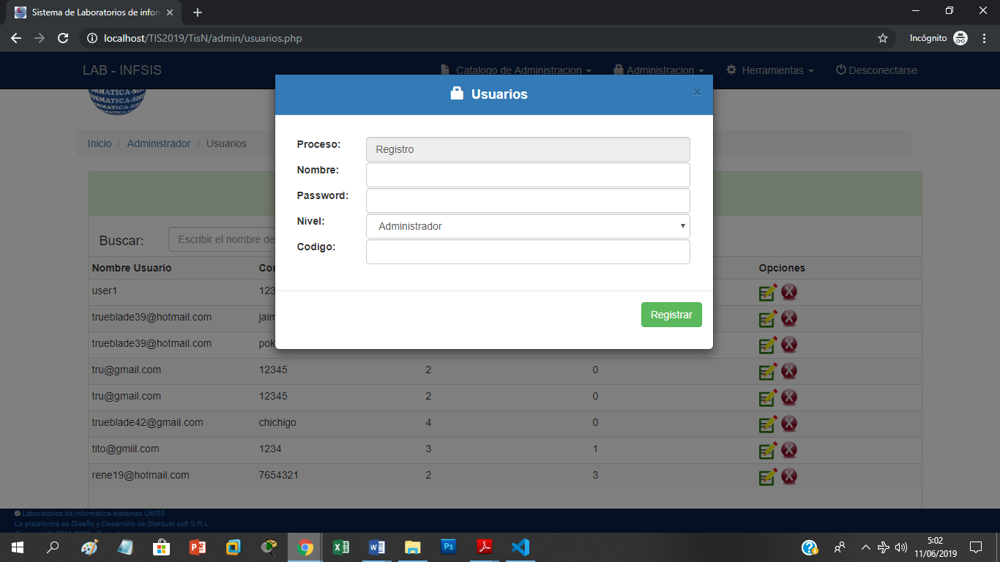 Sistema de Laboratorios de infor
localhost/TIS2019/TisN/admin/usuarios.php
Incógnito
LAB - INFSIS
Catalogo de Administracion
Administracion
Herramientas
Desconectarse
Usuarios
×
Inicio / Administrador / Usuarios
Proceso:
Registro
Nombre:
Password:
Nivel:
Administrador
Codigo:
Registrar
Buscar:
Escribir el nombre de
Nombre Usuario
Opciones
user1
123
trueblade39@hotmail.com
jaim
trueblade39@hotmail.com
pok
tru@gmail.com 12345 2 0
tru@gmail.com 12345 2 0
trueblade42@gmail.com chichigo 4 0
tito@gmiil.com 1234 3 1
rene19@hotmail.com 7654321 2 3
© Laboratorios de informatica-sistemas UMSS
La plataforma es Diseño y Desarrollo de Stardust soft S.R.L
5:02
11/06/2019